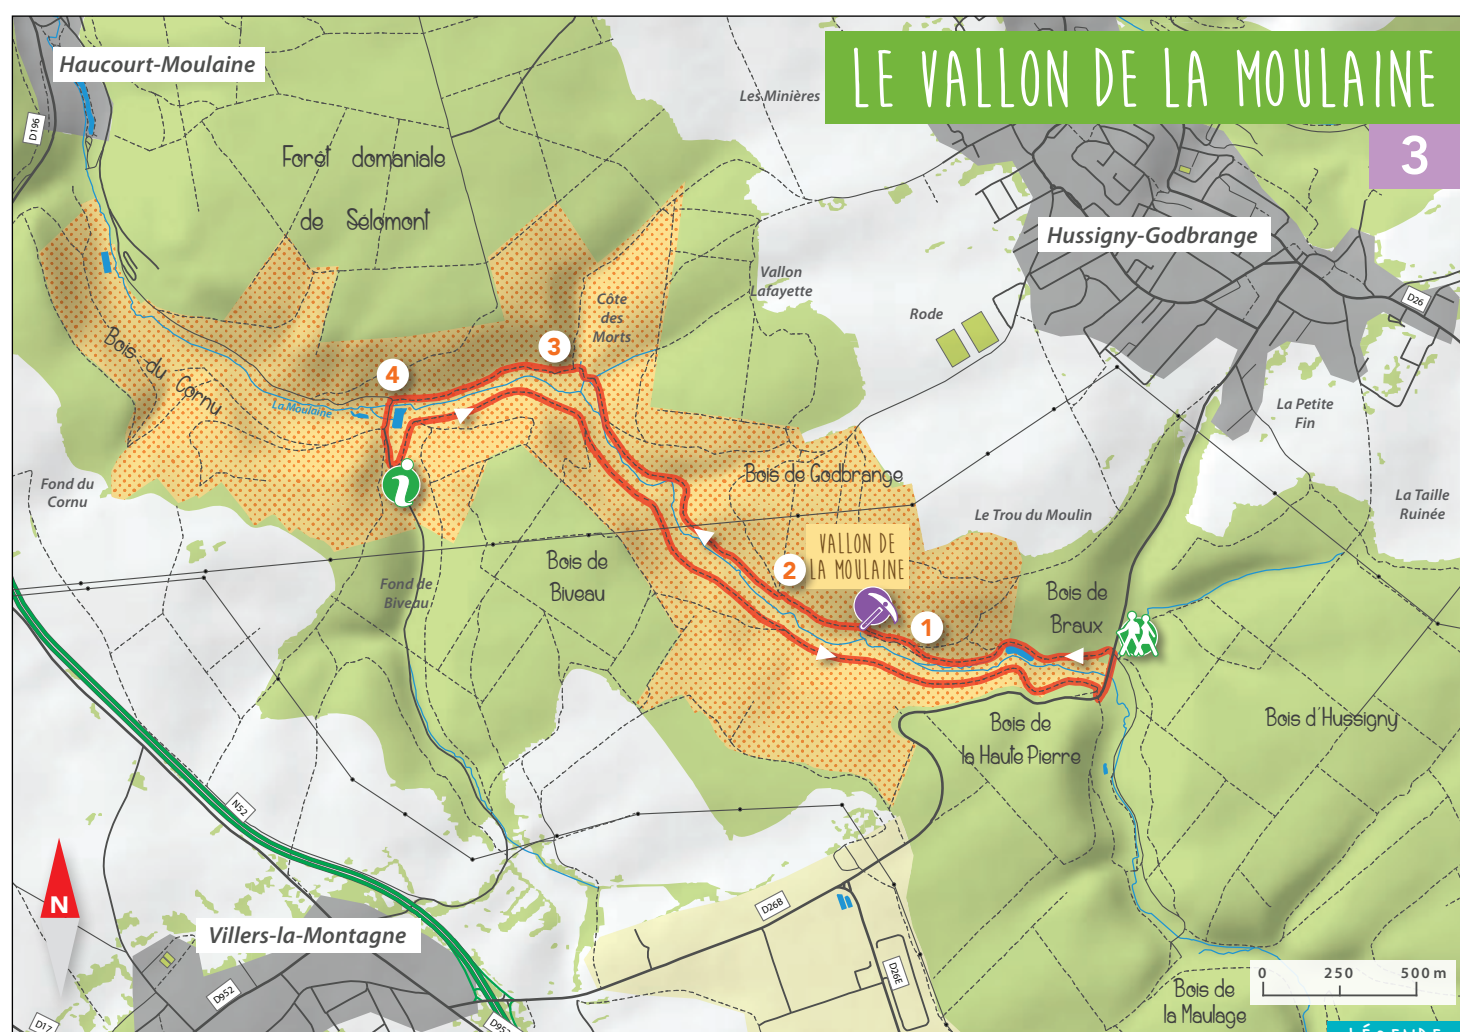 LE VALLON DE LA MOULAINE
3
Haucourt-Moulaine
D196
Les Minières
Forêt domaniale
de Sélomont
Hussigny-Godbrange
Vallon
Lafayette
Côte
des
Morts
Rode
D26
Bois du Cornu
3
4
La Moulaine
La Petite
Fin
Fond du
Cornu
Bois de Godbrange
La Taille
Ruinée
Le Trou du Moulin
VALLON DE
LA MOULAINE
2
1
Bois de
Biveau
Fond de
Biveau
Bois de
Braux
Bois de
la Haute Pierre
Bois d'Hussigny
N52
N
Villers-la-Montagne
D26B
D26E
D952
D17
0 250 500 m
Bois de
la Maulage